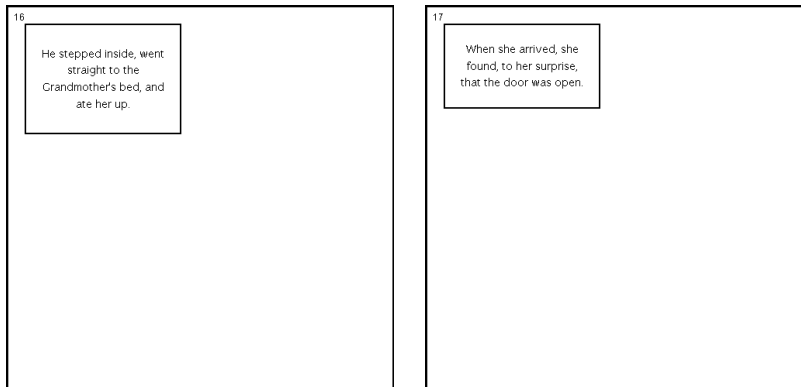 16
He stepped inside, went
straight to the
Grandmother's bed, and
ate her up.
17
When she arrived, she
found, to her surprise,
that the door was open.